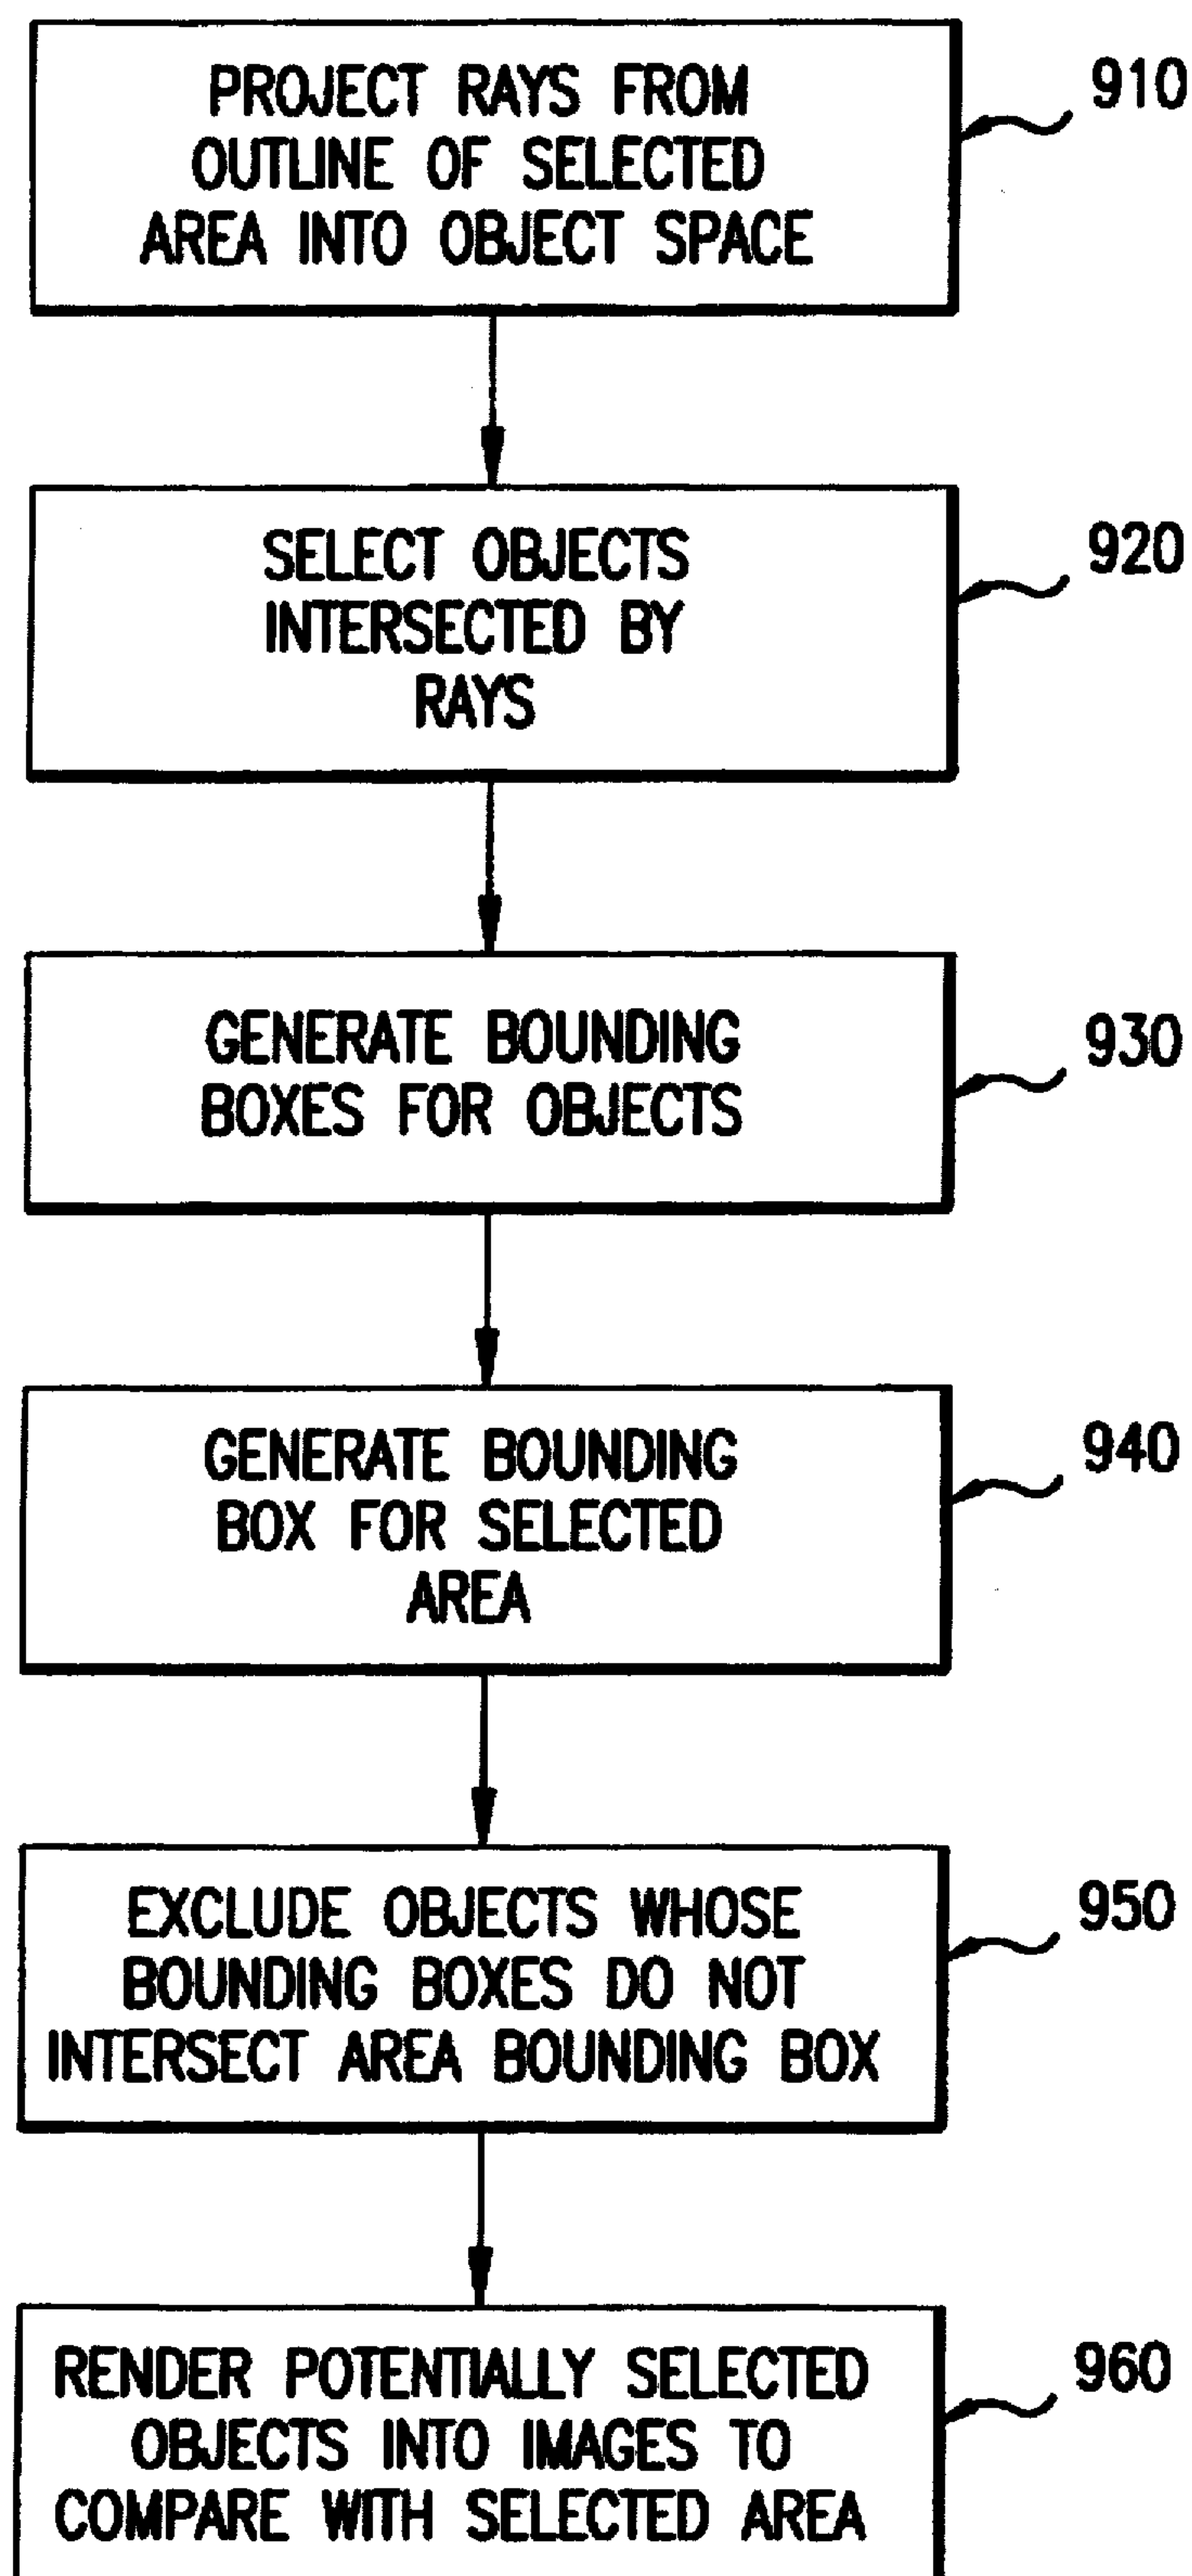 PROJECT RAYS FROM
OUTLINE OF SELECTED
AREA INTO OBJECT SPACE
910
SELECT OBJECTS
INTERSECTED BY
RAYS
920
GENERATE BOUNDING
BOXES FOR OBJECTS
930
GENERATE BOUNDING
BOX FOR SELECTED
AREA
940
EXCLUDE OBJECTS WHOSE
BOUNDING BOXES DO NOT
INTERSECT AREA BOUNDING BOX
950
RENDER POTENTIALLY SELECTED
OBJECTS INTO IMAGES TO
COMPARE WITH SELECTED AREA
960